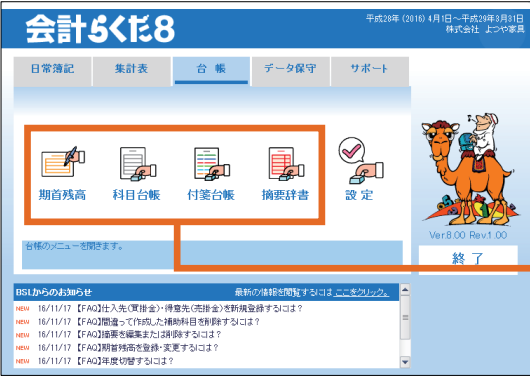 会計らくだ8
平成28年(2016)4月1日～平成29年3月31日
株式会社 よつや家具
日常簿記 集計表 台 帳 データ保守 サポート
期首残高 科目台帳 付箋台帳 摘要辞書 設 定
Ver.8.00 Rev.1.00
台帳のメニューを開きます。
終 了
BSLからのお知らせ 最新の情報を閲覧するには ここをクリック。
NEW 16/11/17 【FAQ】仕入先(買掛金)・得意先(売掛金)を新規登録するには？
NEW 16/11/17 【FAQ】間違って作成した補助科目を削除するには？
NEW 16/11/17 【FAQ】摘要を編集または削除するには？
NEW 16/11/17 【FAQ】期首残高を登録・変更するには？
NEW 16/11/17 【FAQ】年度切替するには？